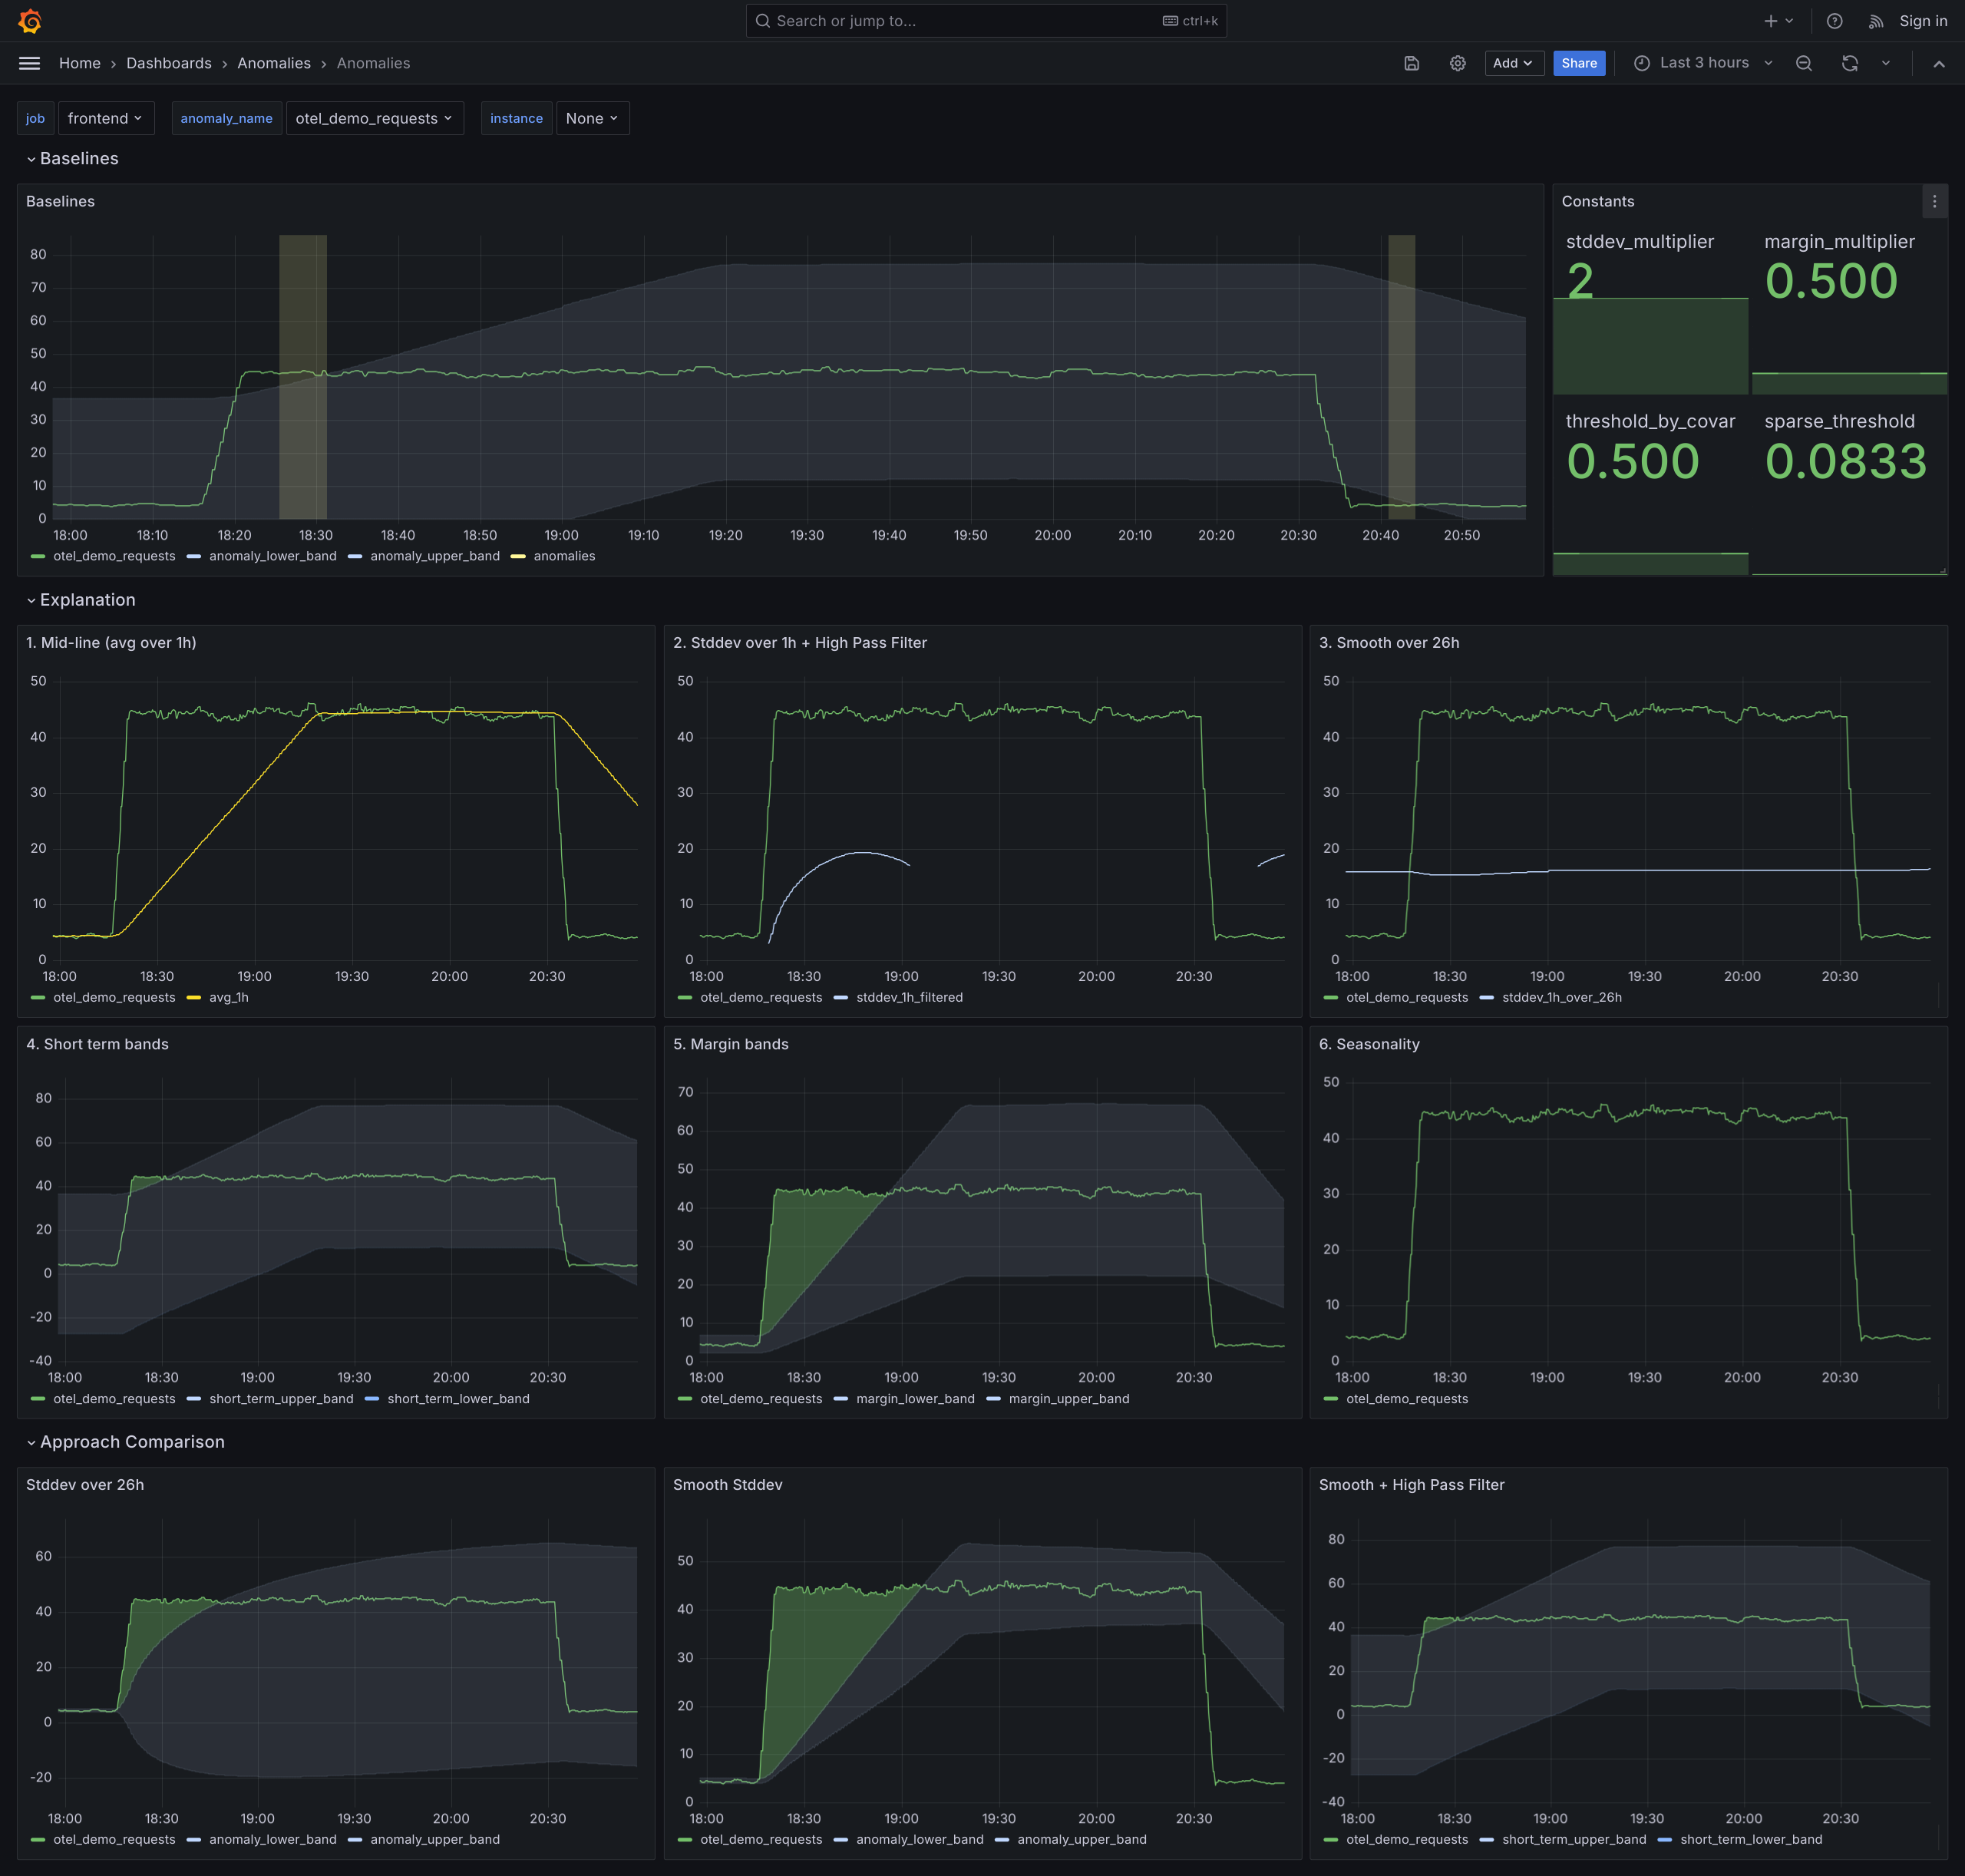 Search or jump to... ctrl+k Sign in
Home › Dashboards › Anomalies › Anomalies Add Share Last 3 hours
job frontend anomaly_name otel_demo_requests instance None
Baselines
Baselines
80
70
60
50
40
30
20
10
0
18:00 18:10 18:20 18:30 18:40 18:50 19:00 19:10 19:20 19:30 19:40 19:50 20:00 20:10 20:20 20:30 20:40 20:50
otel_demo_requests anomaly_lower_band anomaly_upper_band anomalies
Constants
stddev_multiplier margin_multiplier
2 0.500
threshold_by_covar sparse_threshold
0.500 0.0833
Explanation
1. Mid-line (avg over 1h)
50
40
30
20
10
0
18:00 18:30 19:00 19:30 20:00 20:30
otel_demo_requests avg_1h
2. Stddev over 1h + High Pass Filter
50
40
30
20
10
0
18:00 18:30 19:00 19:30 20:00 20:30
otel_demo_requests stddev_1h_filtered
3. Smooth over 26h
50
40
30
20
10
0
18:00 18:30 19:00 19:30 20:00 20:30
otel_demo_requests stddev_1h_over_26h
4. Short term bands
80
60
40
20
0
-20
-40
18:00 18:30 19:00 19:30 20:00 20:30
otel_demo_requests short_term_upper_band short_term_lower_band
5. Margin bands
70
60
50
40
30
20
10
0
18:00 18:30 19:00 19:30 20:00 20:30
otel_demo_requests margin_lower_band margin_upper_band
6. Seasonality
50
40
30
20
10
0
18:00 18:30 19:00 19:30 20:00 20:30
otel_demo_requests
Approach Comparison
Stddev over 26h
60
40
20
0
-20
18:00 18:30 19:00 19:30 20:00 20:30
otel_demo_requests anomaly_lower_band anomaly_upper_band
Smooth Stddev
50
40
30
20
10
0
18:00 18:30 19:00 19:30 20:00 20:30
otel_demo_requests anomaly_lower_band anomaly_upper_band
Smooth + High Pass Filter
80
60
40
20
0
-20
-40
18:00 18:30 19:00 19:30 20:00 20:30
otel_demo_requests short_term_upper_band short_term_lower_band